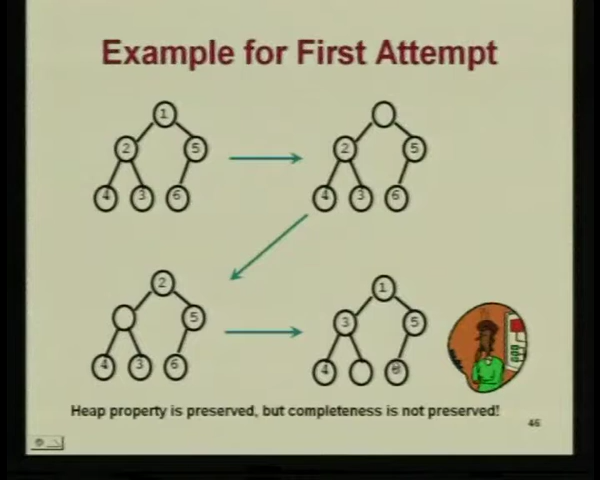 Example for First Attempt
1
2 5
4 3 6
2 5
4 3 6
2
5
4 3 6
1
3 5
4
Heap property is preserved, but completeness is not preserved!
46